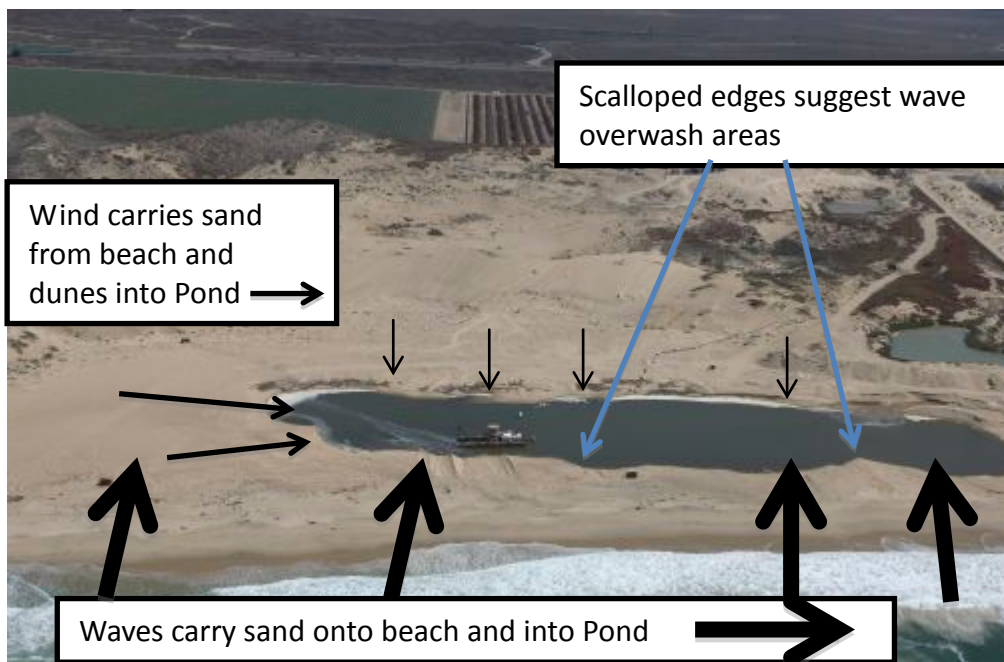 Scalloped edges suggest wave
overwash areas
Wind carries sand
from beach and
dunes into Pond
Waves carry sand onto beach and into Pond